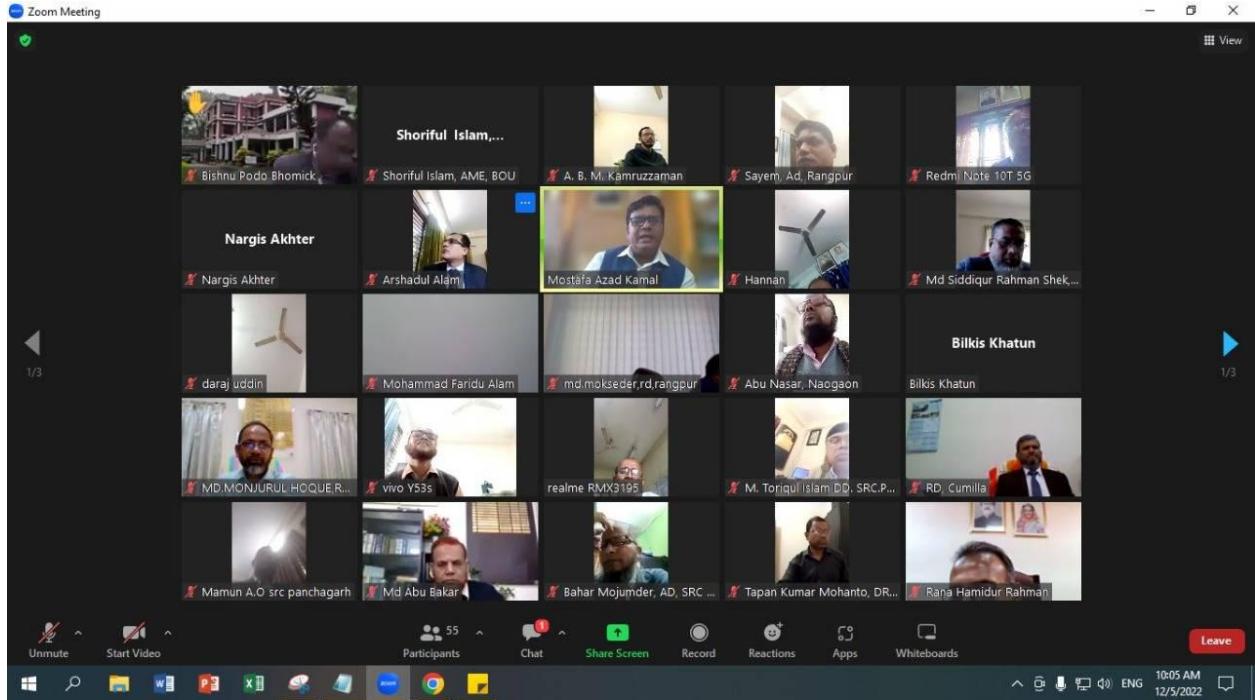 Zoom Meeting
View
Bishnu Podo Bhomick
Shoriful Islam,...
Shoriful Islam, AME, BOU
A. B. M. Kamruzzaman
Sayem, Ad, Rangpur
Redmi Note 10T 5G
Nargis Akhter
Nargis Akhter
Arshadul Alam
Mostafa Azad Kamal
Hannan
Md Siddiqur Rahman Shek,...
daraj uddin
Mohammad Faridu Alam
md.mokseder,rd,rangpur
Abu Nasar, Naogaon
Bilkis Khatun
Bilkis Khatun
1/3
1/3
MD.MONJURUL HOQUE,R...
vivo Y53s
realme RMX3195
M. Toriqul islam DD. SRC.P...
RD, Cumilla
Mamun A.O src panchagarh
Md Abu Bakar
Bahar Mojumder, AD, SRC ...
Tapan Kumar Mohanto, DR...
Rana Hamidur Rahman
Unmute
Start Video
55
Participants
1
Chat
Share Screen
Record
Reactions
Apps
Whiteboards
Leave
zoom
ENG
10:05 AM
12/5/2022